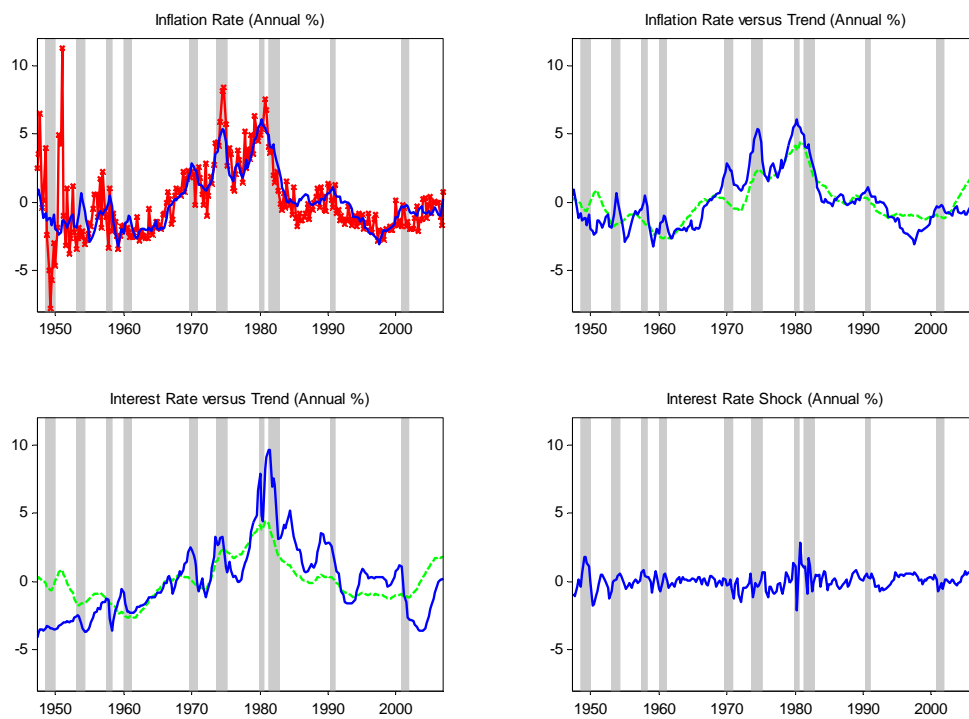 Inflation Rate (Annual %)
10
5
0
-5
1950 1960 1970 1980 1990 2000
Inflation Rate versus Trend (Annual %)
10
5
0
-5
1950 1960 1970 1980 1990 2000
Interest Rate versus Trend (Annual %)
10
5
0
-5
1950 1960 1970 1980 1990 2000
Interest Rate Shock (Annual %)
10
5
0
-5
1950 1960 1970 1980 1990 2000